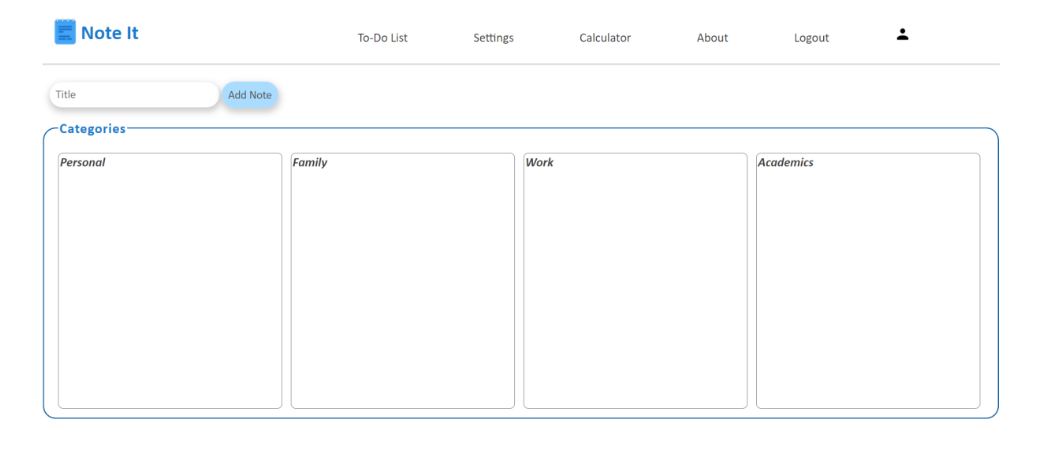 Note It
To-Do List Settings Calculator About Logout
Title Add Note
Categories
Personal Family Work Academics